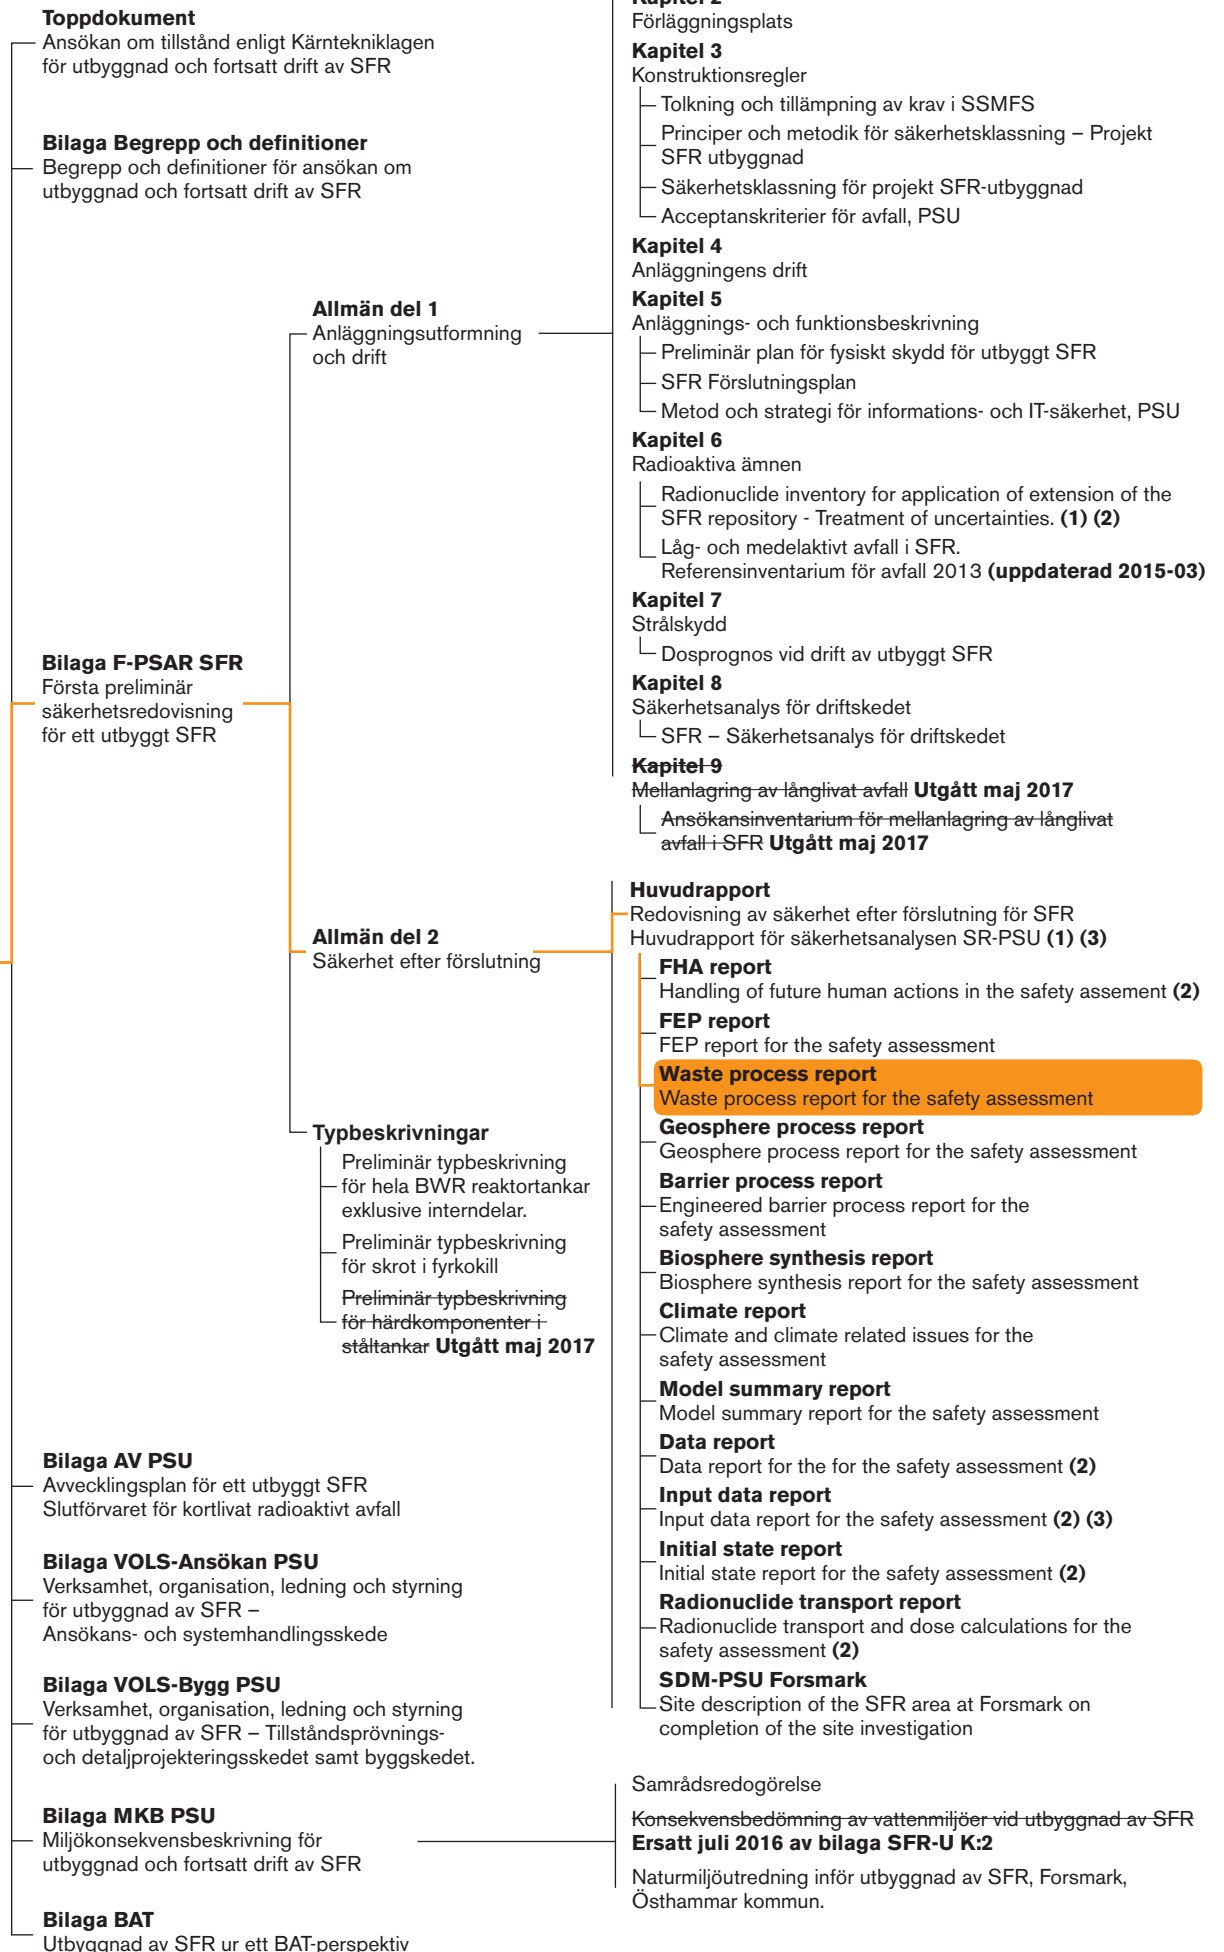 Toppdokument
Ansökan om tillstånd enligt Kärntekniklagen
för utbyggnad och fortsatt drift av SFR
Bilaga Begrepp och definitioner
Begrepp och definitioner för ansökan om
utbyggnad och fortsatt drift av SFR
Bilaga F-PSAR SFR
Första preliminär
säkerhetsredovisning
för ett utbyggt SFR
Allmän del 1
Anläggningsutformning
och drift
Kapitel 2
Förläggningsplats
Kapitel 3
Konstruktionsregler
Tolkning och tillämpning av krav i SSMFS
Principer och metodik för säkerhetsklassning – Projekt
SFR utbyggnad
Säkerhetsklassning för projekt SFR-utbyggnad
Acceptanskriterier för avfall, PSU
Kapitel 4
Anläggningens drift
Kapitel 5
Anläggnings- och funktionsbeskrivning
Preliminär plan för fysiskt skydd för utbyggt SFR
SFR Förslutningsplan
Metod och strategi för informations- och IT-säkerhet, PSU
Kapitel 6
Radioaktiva ämnen
Radionuclide inventory for application of extension of the
SFR repository - Treatment of uncertainties. (1) (2)
Låg- och medelaktivt avfall i SFR.
Referensinventarium för avfall 2013 (uppdaterad 2015-03)
Kapitel 7
Strålskydd
Dosprognos vid drift av utbyggt SFR
Kapitel 8
Säkerhetsanalys för driftskedet
SFR – Säkerhetsanalys för driftskedet
Kapitel 9
Mellanlagring av långlivat avfall Utgått maj 2017
Ansökansinventarium för mellanlagring av långlivat
avfall i SFR Utgått maj 2017
Allmän del 2
Säkerhet efter förslutning
Huvudrapport
Redovisning av säkerhet efter förslutning för SFR
Huvudrapport för säkerhetsanalysen SR-PSU (1) (3)
FHA report
Handling of future human actions in the safety assement (2)
FEP report
FEP report for the safety assessment
Waste process report
Waste process report for the safety assessment
Geosphere process report
Geosphere process report for the safety assessment
Barrier process report
Engineered barrier process report for the
safety assessment
Biosphere synthesis report
Biosphere synthesis report for the safety assessment
Climate report
Climate and climate related issues for the
safety assessment
Model summary report
Model summary report for the safety assessment
Data report
Data report for the for the safety assessment (2)
Input data report
Input data report for the safety assessment (2) (3)
Initial state report
Initial state report for the safety assessment (2)
Radionuclide transport report
Radionuclide transport and dose calculations for the
safety assessment (2)
SDM-PSU Forsmark
Site description of the SFR area at Forsmark on
completion of the site investigation
Typbeskrivningar
Preliminär typbeskrivning
för hela BWR reaktortankar
exklusive interndelar.
Preliminär typbeskrivning
för skrot i fyrkokill
Preliminär typbeskrivning
för härdkomponenter i
ståltankar Utgått maj 2017
Bilaga AV PSU
Avvecklingsplan för ett utbyggt SFR
Slutförvaret för kortlivat radioaktivt avfall
Bilaga VOLS-Ansökan PSU
Verksamhet, organisation, ledning och styrning
för utbyggnad av SFR –
Ansökans- och systemhandlingsskede
Bilaga VOLS-Bygg PSU
Verksamhet, organisation, ledning och styrning
för utbyggnad av SFR – Tillståndsprövnings-
och detaljprojekteringsskedet samt byggskedet.
Bilaga MKB PSU
Miljökonsekvensbeskrivning för
utbyggnad och fortsatt drift av SFR
Samrådsredogörelse
Konsekvensbedömning av vattenmiljöer vid utbyggnad av SFR
Ersatt juli 2016 av bilaga SFR-U K:2
Naturmiljöutredning inför utbyggnad av SFR, Forsmark,
Östhammar kommun.
Bilaga BAT
Utbyggnad av SFR ur ett BAT-perspektiv